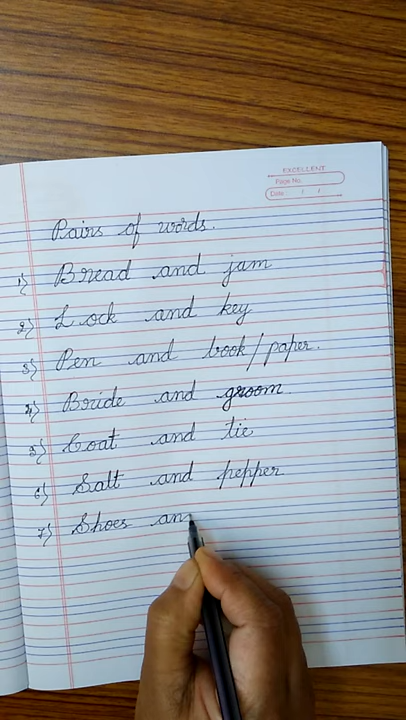 EXCELLENT
Page No.
Date: / /
Pairs of words.
1) Bread and jam
2) Lock and key
3) Pen and book/paper.
4) Bride and groom.
5) Coat and tie
6) Salt and pepper
7) Shoes an